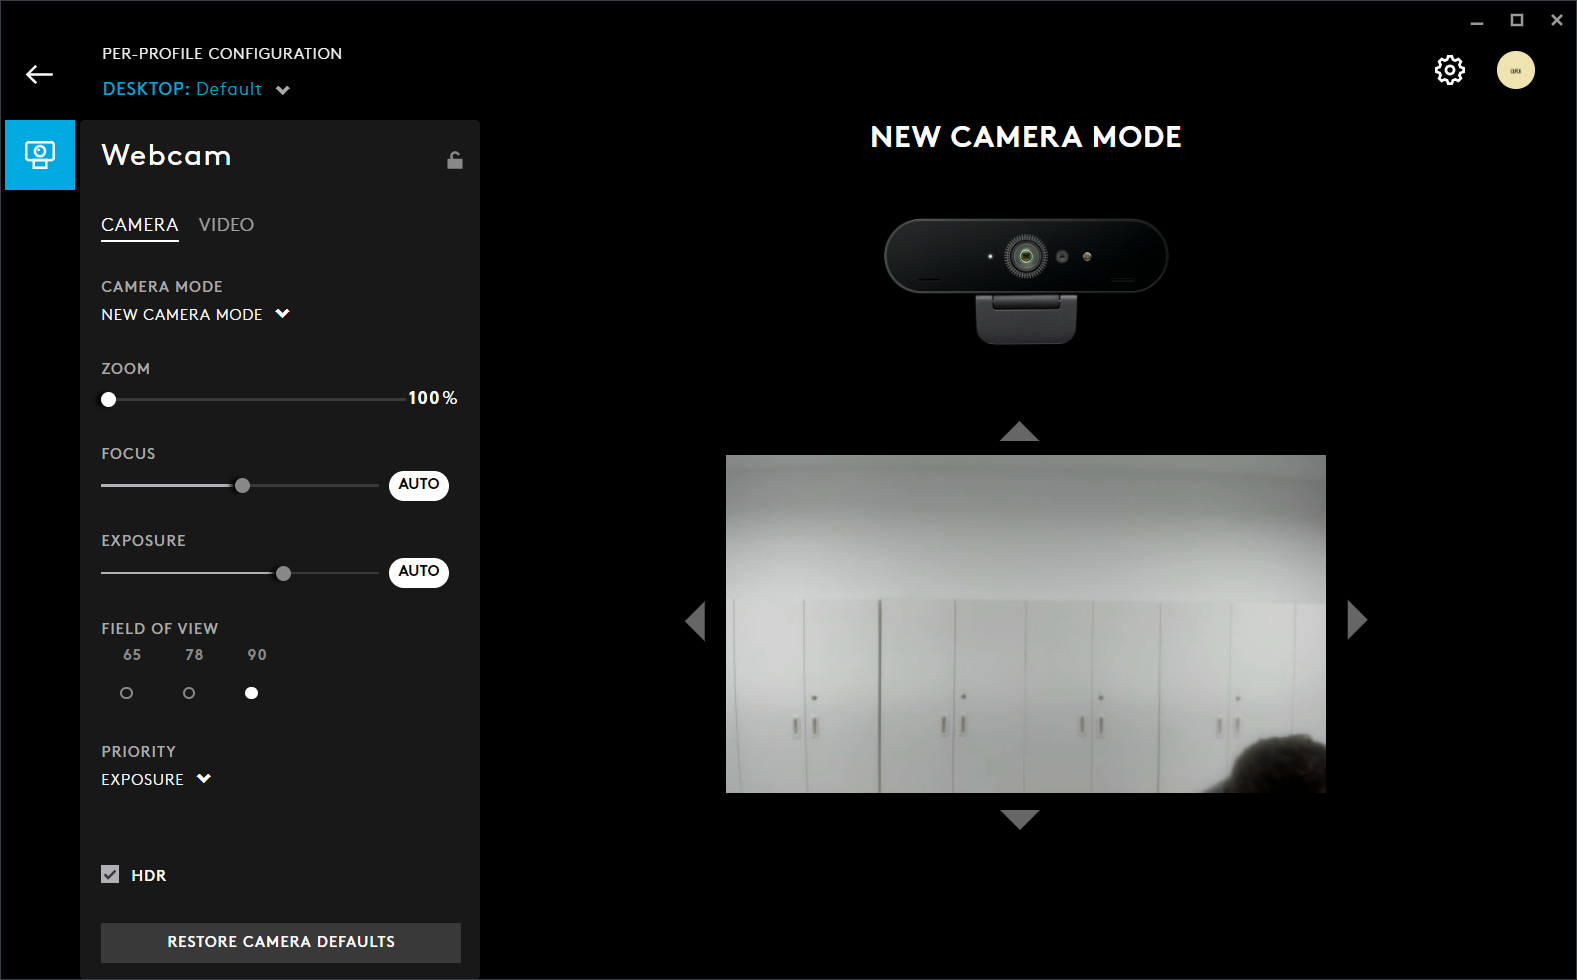 PER-PROFILE CONFIGURATION
DESKTOP: Default
Webcam
CAMERA VIDEO
CAMERA MODE
NEW CAMERA MODE
ZOOM
100%
FOCUS
AUTO
EXPOSURE
AUTO
FIELD OF VIEW
65 78 90
PRIORITY
EXPOSURE
HDR
RESTORE CAMERA DEFAULTS
NEW CAMERA MODE